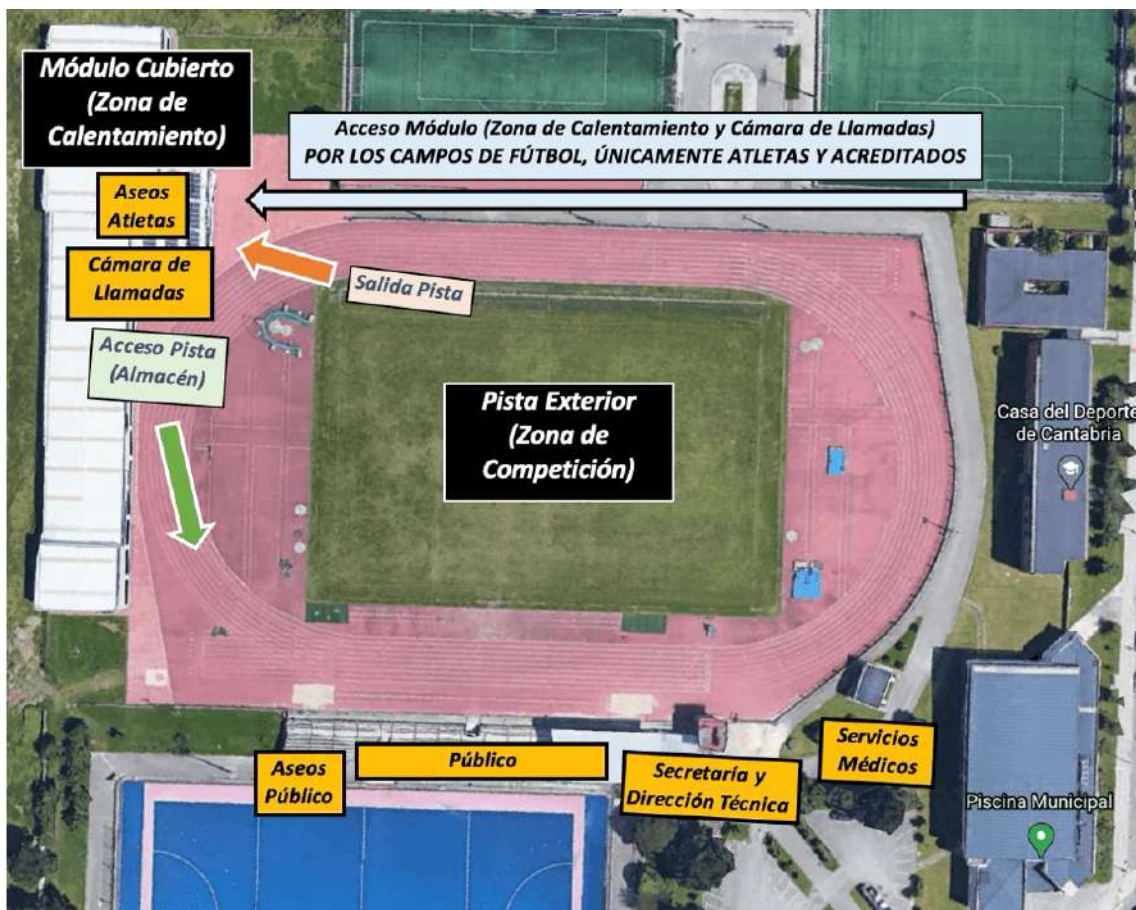 Módulo Cubierto
(Zona de
Calentamiento)
Acceso Módulo (Zona de Calentamiento y Cámara de Llamadas)
POR LOS CAMPOS DE FÚTBOL, ÚNICAMENTE ATLETAS Y ACREDITADOS
Aseos
Atletas
Cámara de
Llamadas
Salida Pista
Acceso Pista
(Almacén)
Pista Exterior
(Zona de
Competición)
Casa del Deporte
de Cantabria
Aseos
Público
Público
Secretaría y
Dirección Técnica
Servicios
Médicos
Piscina Municipal